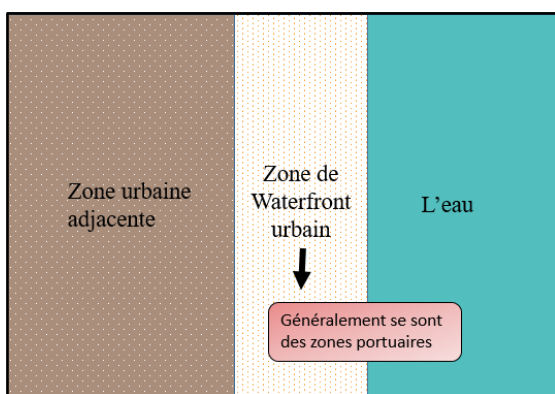 Zone urbaine
adjacente
Zone de
Waterfront
urbain
L’eau
Généralement se sont
des zones portuaires